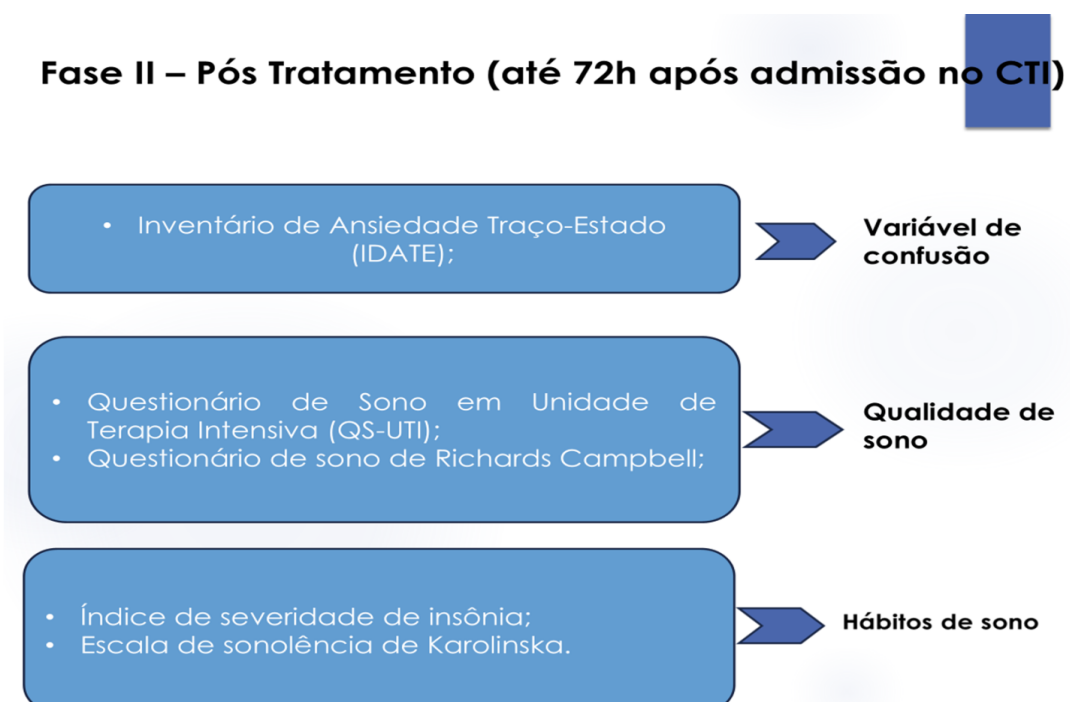 Fase II – Pós Tratamento (até 72h após admissão no CTI)
• Inventário de Ansiedade Traço-Estado
(IDATE);
Variável de
confusão
• Questionário de Sono em Unidade de
Terapia Intensiva (QS-UTI);
• Questionário de sono de Richards Campbell;
Qualidade de
sono
• Índice de severidade de insônia;
• Escala de sonolência de Karolinska.
Hábitos de sono